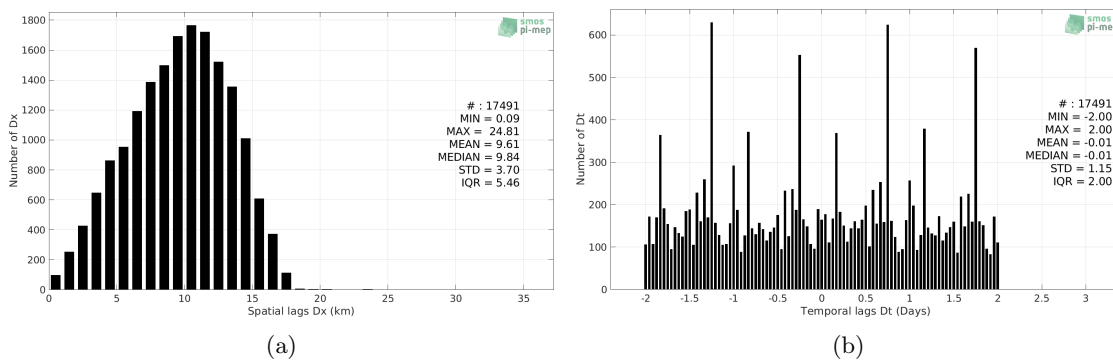 smos
pi-mep
1800
1600
1400
1200
1000
800
600
400
200
0
Number of Dx
# : 17491
MIN = 0.09
MAX = 24.81
MEAN = 9.61
MEDIAN = 9.84
STD = 3.70
IQR = 5.46
0 5 10 15 20 25 30 35
Spatial lags Dx (km)
(a)
smos
pi-mep
600
500
400
300
200
100
0
Number of Dt
# : 17491
MIN = -2.00
MAX = 2.00
MEAN = -0.01
MEDIAN = -0.01
STD = 1.15
IQR = 2.00
-2 -1.5 -1 -0.5 0 0.5 1 1.5 2 2.5 3
Temporal lags Dt (Days)
(b)